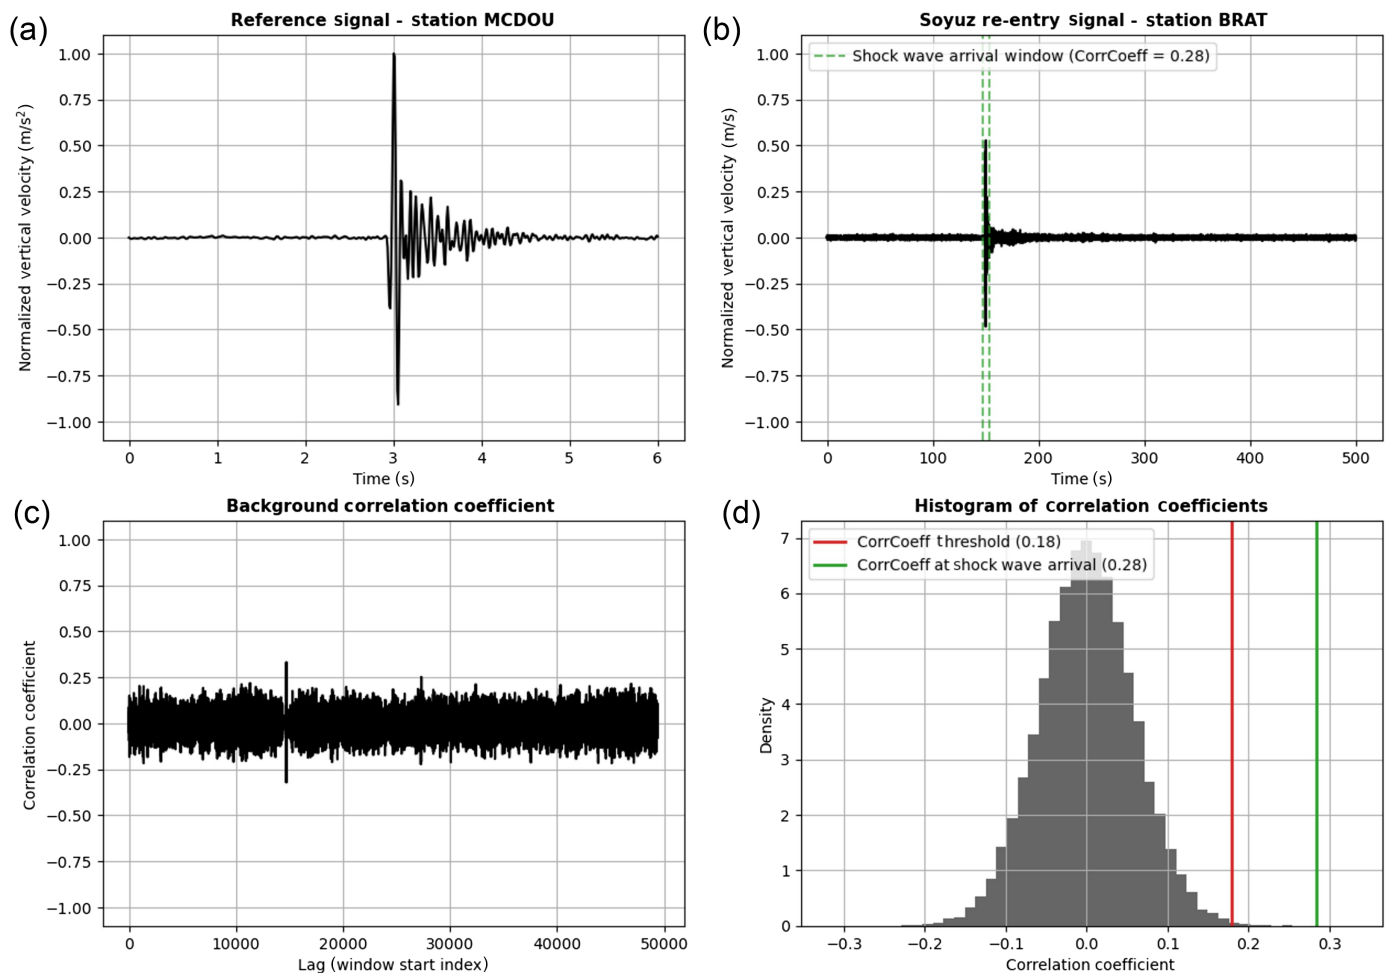 (a)
Reference signal - station MCDOU
Normalized vertical velocity (m/s²)
1.00
0.75
0.50
0.25
0.00
−0.25
−0.50
−0.75
−1.00
0 1 2 3 4 5 6
Time (s)
(b)
Soyuz re-entry signal - station BRAT
Shock wave arrival window (CorrCoeff = 0.28)
Normalized vertical velocity (m/s)
1.00
0.75
0.50
0.25
0.00
−0.25
−0.50
−0.75
−1.00
0 100 200 300 400 500
Time (s)
(c)
Background correlation coefficient
Correlation coefficient
1.00
0.75
0.50
0.25
0.00
−0.25
−0.50
−0.75
−1.00
0 10000 20000 30000 40000 50000
Lag (window start index)
(d)
Histogram of correlation coefficients
CorrCoeff threshold (0.18)
CorrCoeff at shock wave arrival (0.28)
Density
7
6
5
4
3
2
1
0
−0.3 −0.2 −0.1 0.0 0.1 0.2 0.3
Correlation coefficient